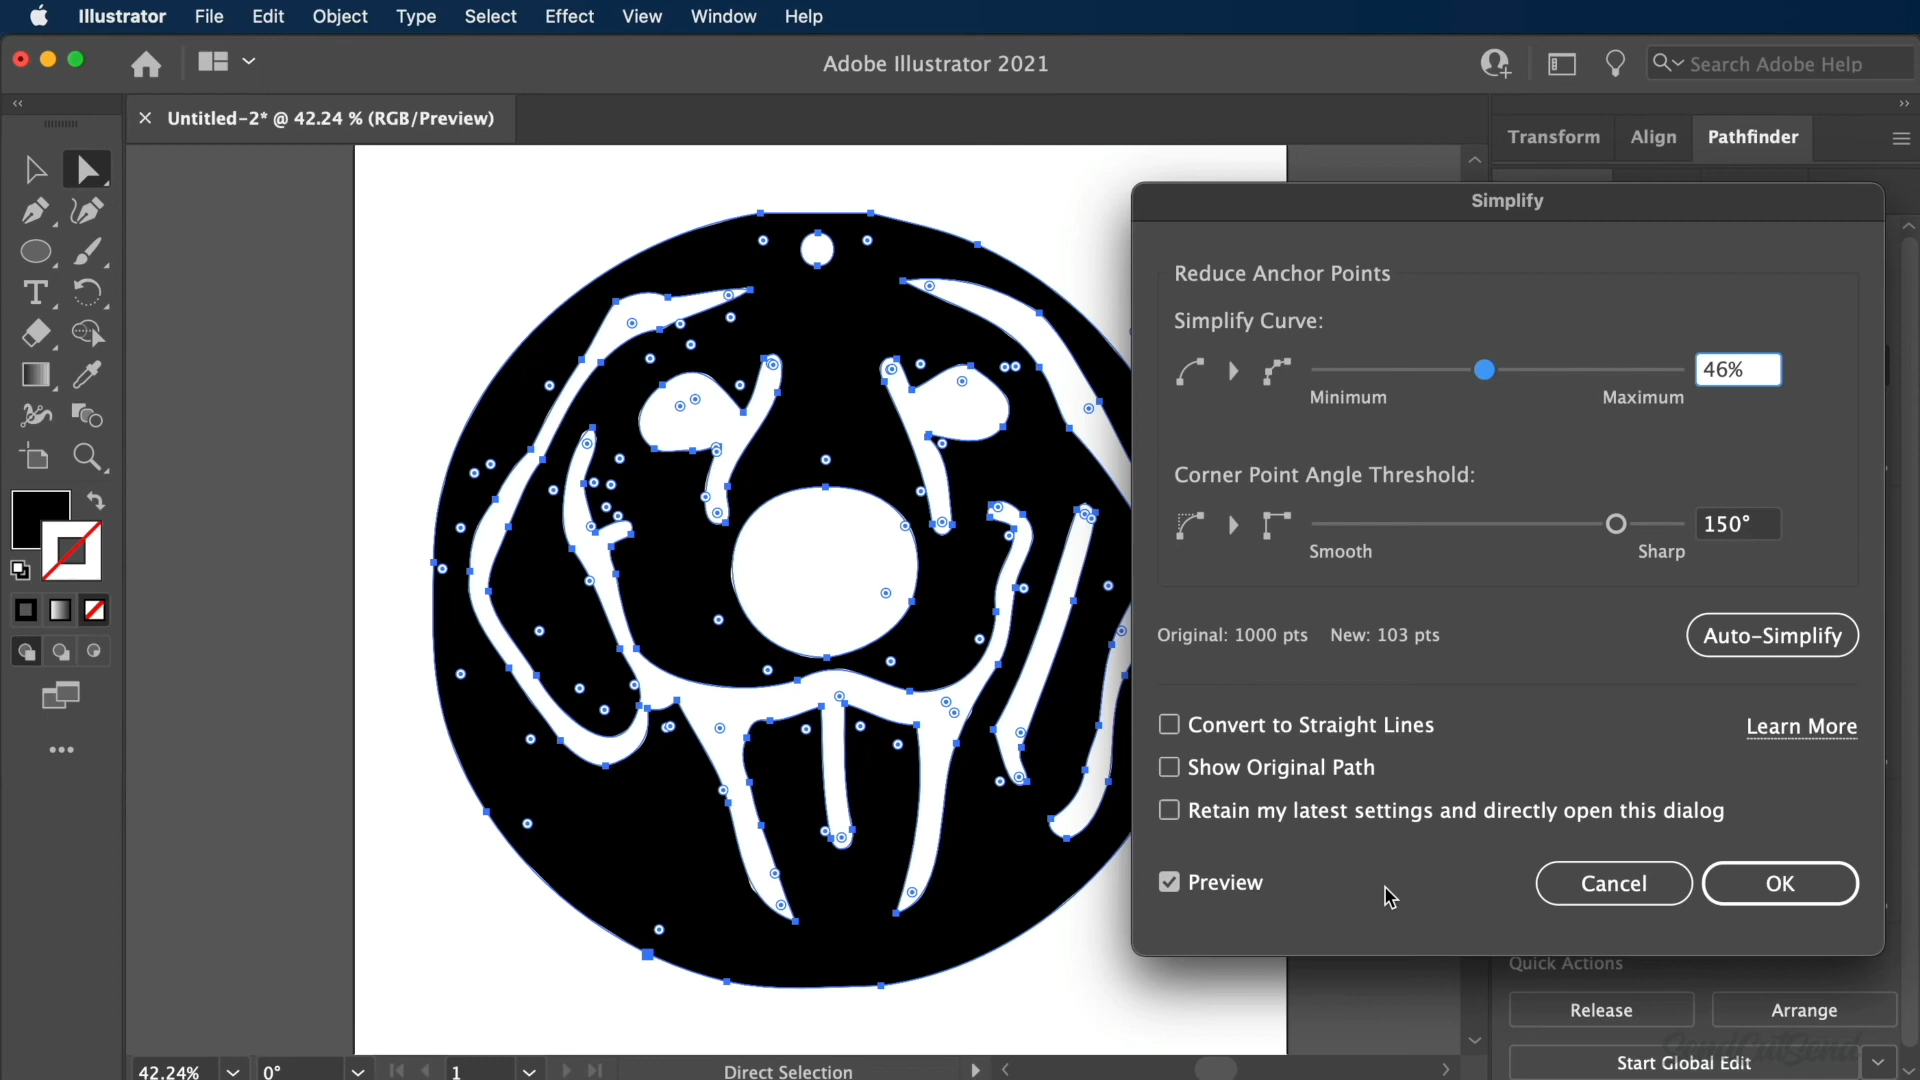 Illustrator File Edit Object Type Select Effect View Window Help
Adobe Illustrator 2021
Search Adobe Help
Untitled-2* @ 42.24 % (RGB/Preview)
Transform Align Pathfinder
Simplify
Reduce Anchor Points
Simplify Curve:
46%
Minimum Maximum
Corner Point Angle Threshold:
150°
Smooth Sharp
Original: 1000 pts New: 103 pts
Auto-Simplify
Convert to Straight Lines
Learn More
Show Original Path
Retain my latest settings and directly open this dialog
Preview
Cancel
OK
Quick Actions
Release
Arrange
SendCutSend
Start Global Edit
42.24%
0°
1
Direct Selection